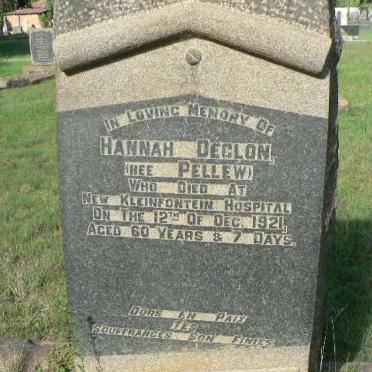 In Loving Memory Of
Hannah Declon,
(Nee Pellew)
Who Died At
New Kleinfontein Hospital
On The 12th Of Dec. 1921,
Aged 60 Years & 7 Days.
Dors En Paix
Tes
Souffrances Son Finies